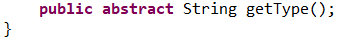 public abstract String getType();
}